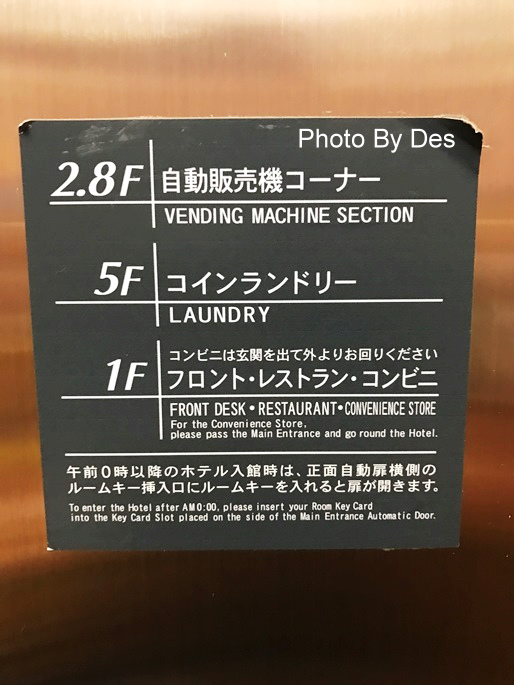 Photo By Des
2.8F 自動販売機コーナー
VENDING MACHINE SECTION
5F コインランドリー
LAUNDRY
コンビニは玄関を出て外よりお回りください
1F フロント・レストラン・コンビニ
FRONT DESK・RESTAURANT・CONVENIENCE STORE
For the Convenience Store,
please pass the Main Entrance and go round the Hotel.
午前0時以降のホテル入館時は、正面自動扉横側の
ルームキー挿入口にルームキーを入れると扉が開きます。
To enter the Hotel after AM0:00, please insert your Room Key Card
into the Key Card Slot placed on the side of the Main Entrance Automatic Door.